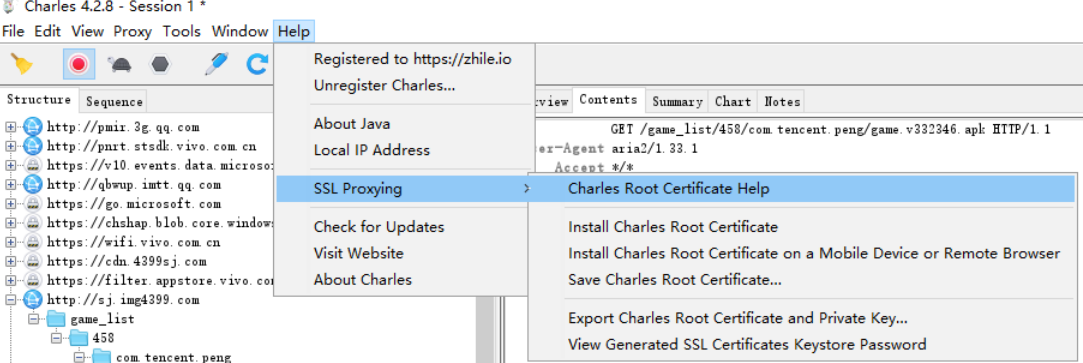 Charles 4.2.8 - Session 1 *
File Edit View Proxy Tools Window Help
Registered to https://zhile.io
Unregister Charles...
About Java
Local IP Address
SSL Proxying
Check for Updates
Visit Website
About Charles
Charles Root Certificate Help
Install Charles Root Certificate
Install Charles Root Certificate on a Mobile Device or Remote Browser
Save Charles Root Certificate...
Export Charles Root Certificate and Private Key...
View Generated SSL Certificates Keystore Password
Structure Sequence
http://pmir.3g.qq.com
http://pnrt.stsdk.vivo.com.cn
https://v10.events.data.microso
http://qbwup.imtt.qq.com
https://go.microsoft.com
https://chshap.blob.core.window
https://wifi.vivo.com.cn
https://cdn.4399sj.com
https://filter.appstore.vivo.co
http://sj.img4399.com
game_list
458
com.tencent.peng
rview Contents Summary Chart Notes
GET /game_list/458/com.tencent.peng/game.v332346.apk HTTP/1.1
er-Agent aria2/1.33.1
Accept */*